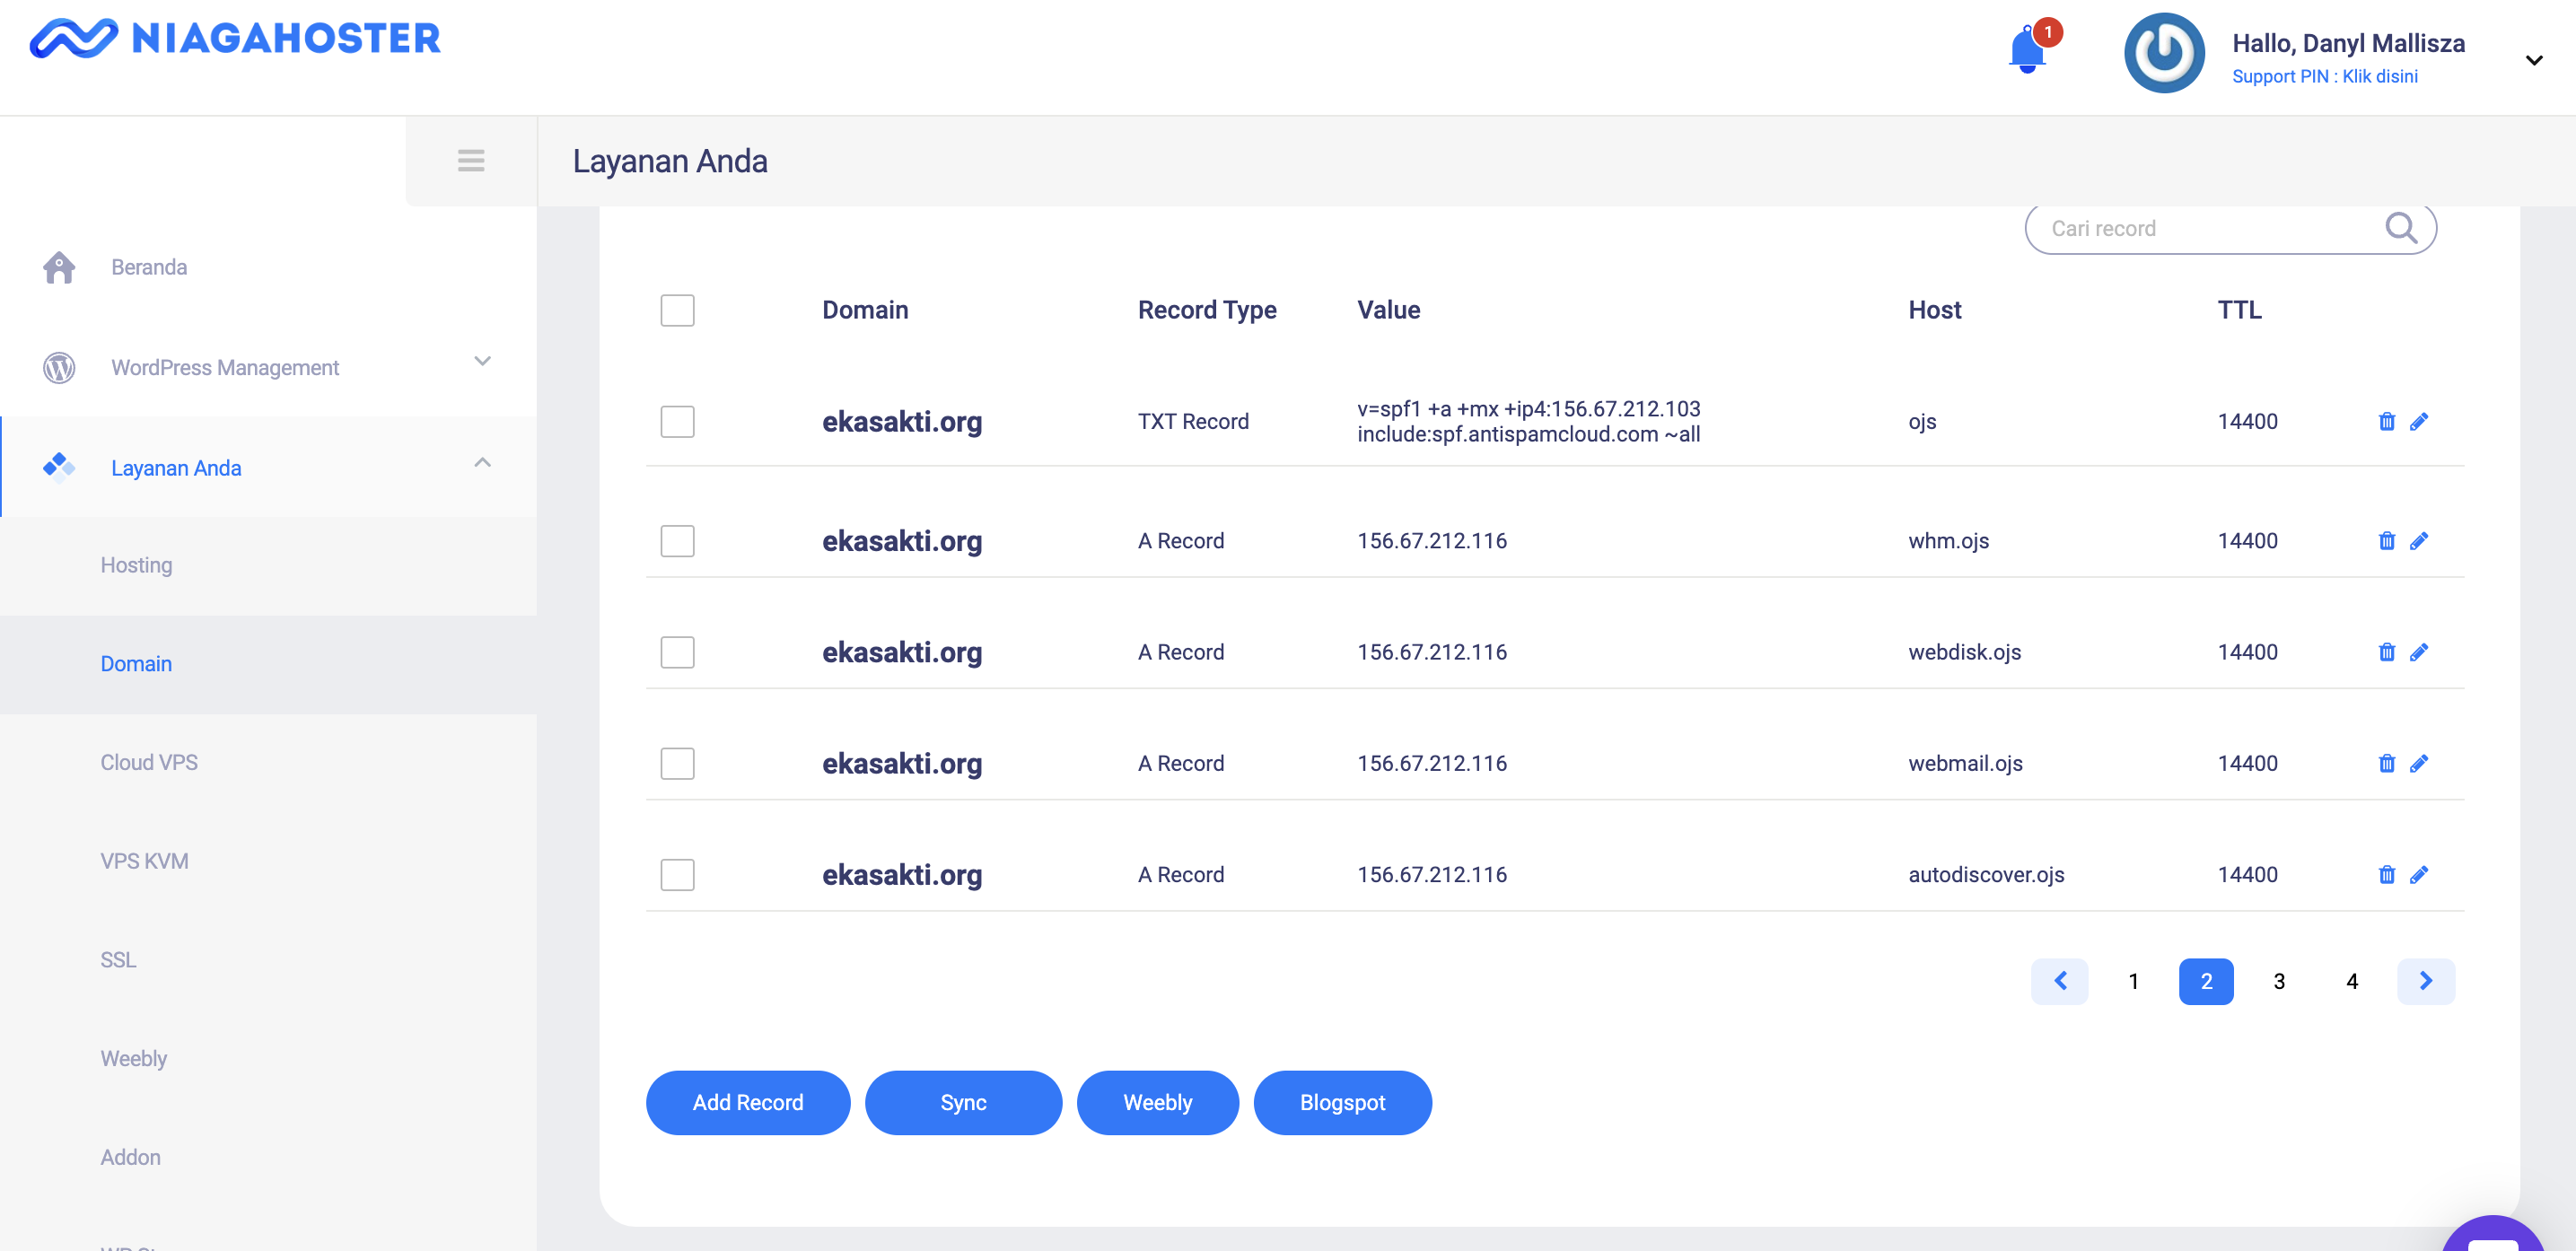 NIAGAHOSTER
1
Hallo, Danyl Mallisza
Support PIN : Klik disini
Layanan Anda
Beranda
WordPress Management
Layanan Anda
Hosting
Domain
Cloud VPS
VPS KVM
SSL
Weebly
Addon
Cari record
Domain Record Type Value Host TTL
ekasakti.org TXT Record v=spf1 +a +mx +ip4:156.67.212.103 ojs 14400
include:spf.antispamcloud.com ~all
ekasakti.org A Record 156.67.212.116 whm.ojs 14400
ekasakti.org A Record 156.67.212.116 webdisk.ojs 14400
ekasakti.org A Record 156.67.212.116 webmail.ojs 14400
ekasakti.org A Record 156.67.212.116 autodiscover.ojs 14400
1 2 3 4
Add Record Sync Weebly Blogspot